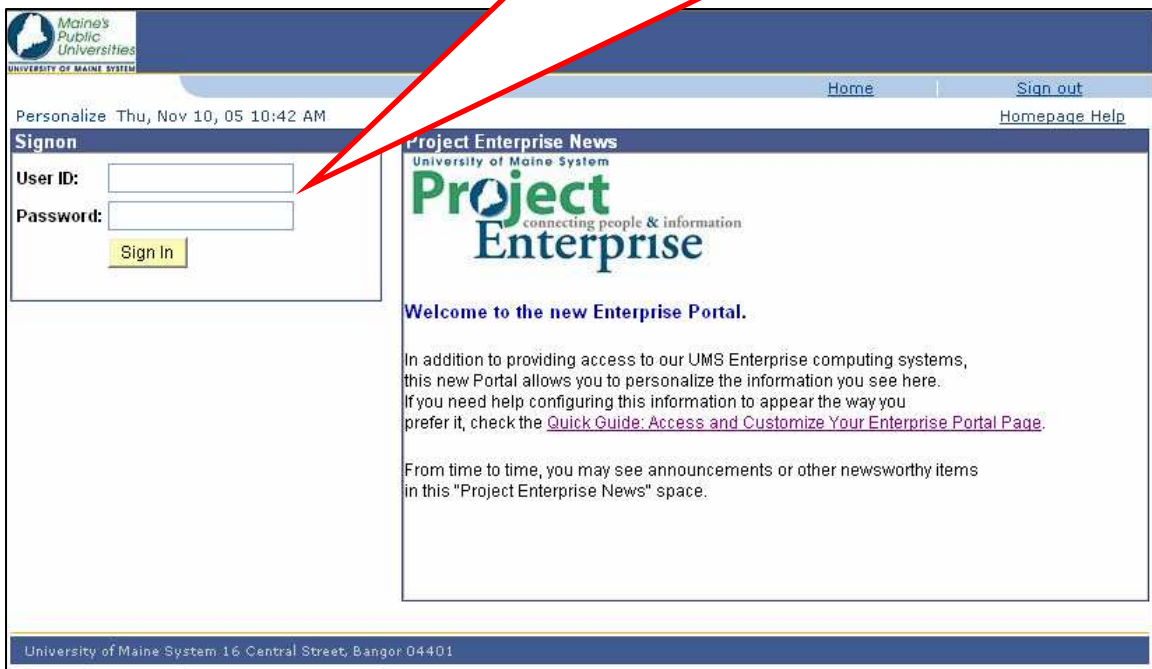 Maine's
Public
Universities
UNIVERSITY OF MAINE SYSTEM
Home Sign out
Personalize Thu, Nov 10, 05 10:42 AM Homepage Help
Signon
User ID:
Password:
Sign In
Project Enterprise News
University of Maine System
Project
connecting people & information
Enterprise
Welcome to the new Enterprise Portal.
In addition to providing access to our UMS Enterprise computing systems,
this new Portal allows you to personalize the information you see here.
If you need help configuring this information to appear the way you
prefer it, check the Quick Guide: Access and Customize Your Enterprise Portal Page.
From time to time, you may see announcements or other newsworthy items
in this "Project Enterprise News" space.
University of Maine System 16 Central Street, Bangor 04401